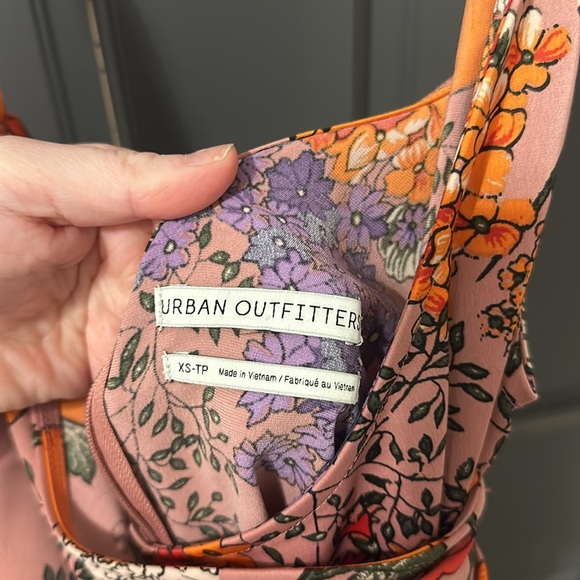 URBAN OUTFITTERS
XS-TP Made in Vietnam / Fabriqué au Vietnam